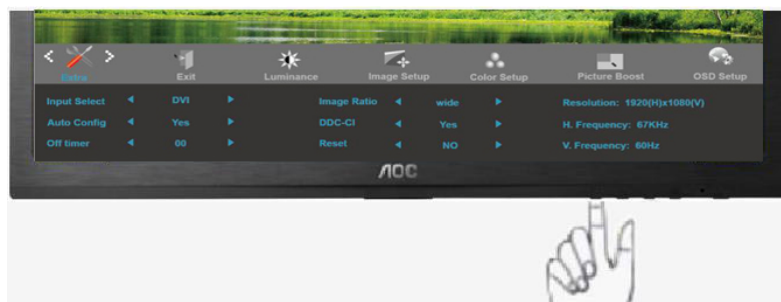 Extra Exit Luminance Image Setup Color Setup Picture Boost OSD Setup
Input Select DVI Image Ratio wide Resolution: 1920(H)x1080(V)
Auto Config Yes DDC-CI Yes H. Frequency: 67KHz
Off timer 00 Reset NO V. Frequency: 60Hz
AOC